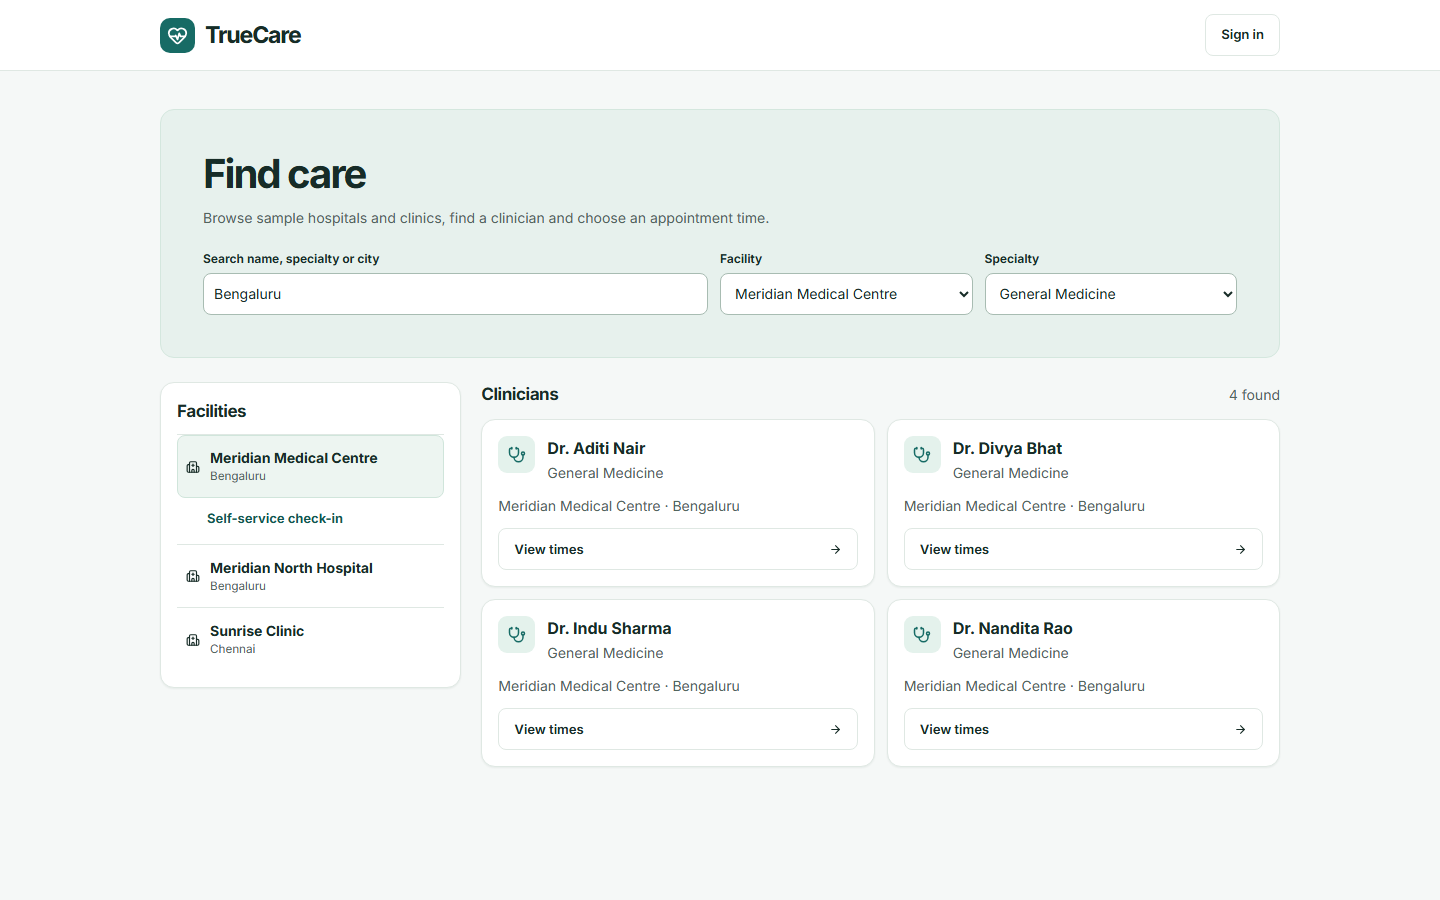 TrueCare
Sign in
Find care
Browse sample hospitals and clinics, find a clinician and choose an appointment time.
Search name, specialty or city
Facility
Specialty
Bengaluru
Meridian Medical Centre
General Medicine
Facilities
Meridian Medical Centre
Bengaluru
Self-service check-in
Meridian North Hospital
Bengaluru
Sunrise Clinic
Chennai
Clinicians
4 found
Dr. Aditi Nair
General Medicine
Meridian Medical Centre · Bengaluru
View times
Dr. Divya Bhat
General Medicine
Meridian Medical Centre · Bengaluru
View times
Dr. Indu Sharma
General Medicine
Meridian Medical Centre · Bengaluru
View times
Dr. Nandita Rao
General Medicine
Meridian Medical Centre · Bengaluru
View times